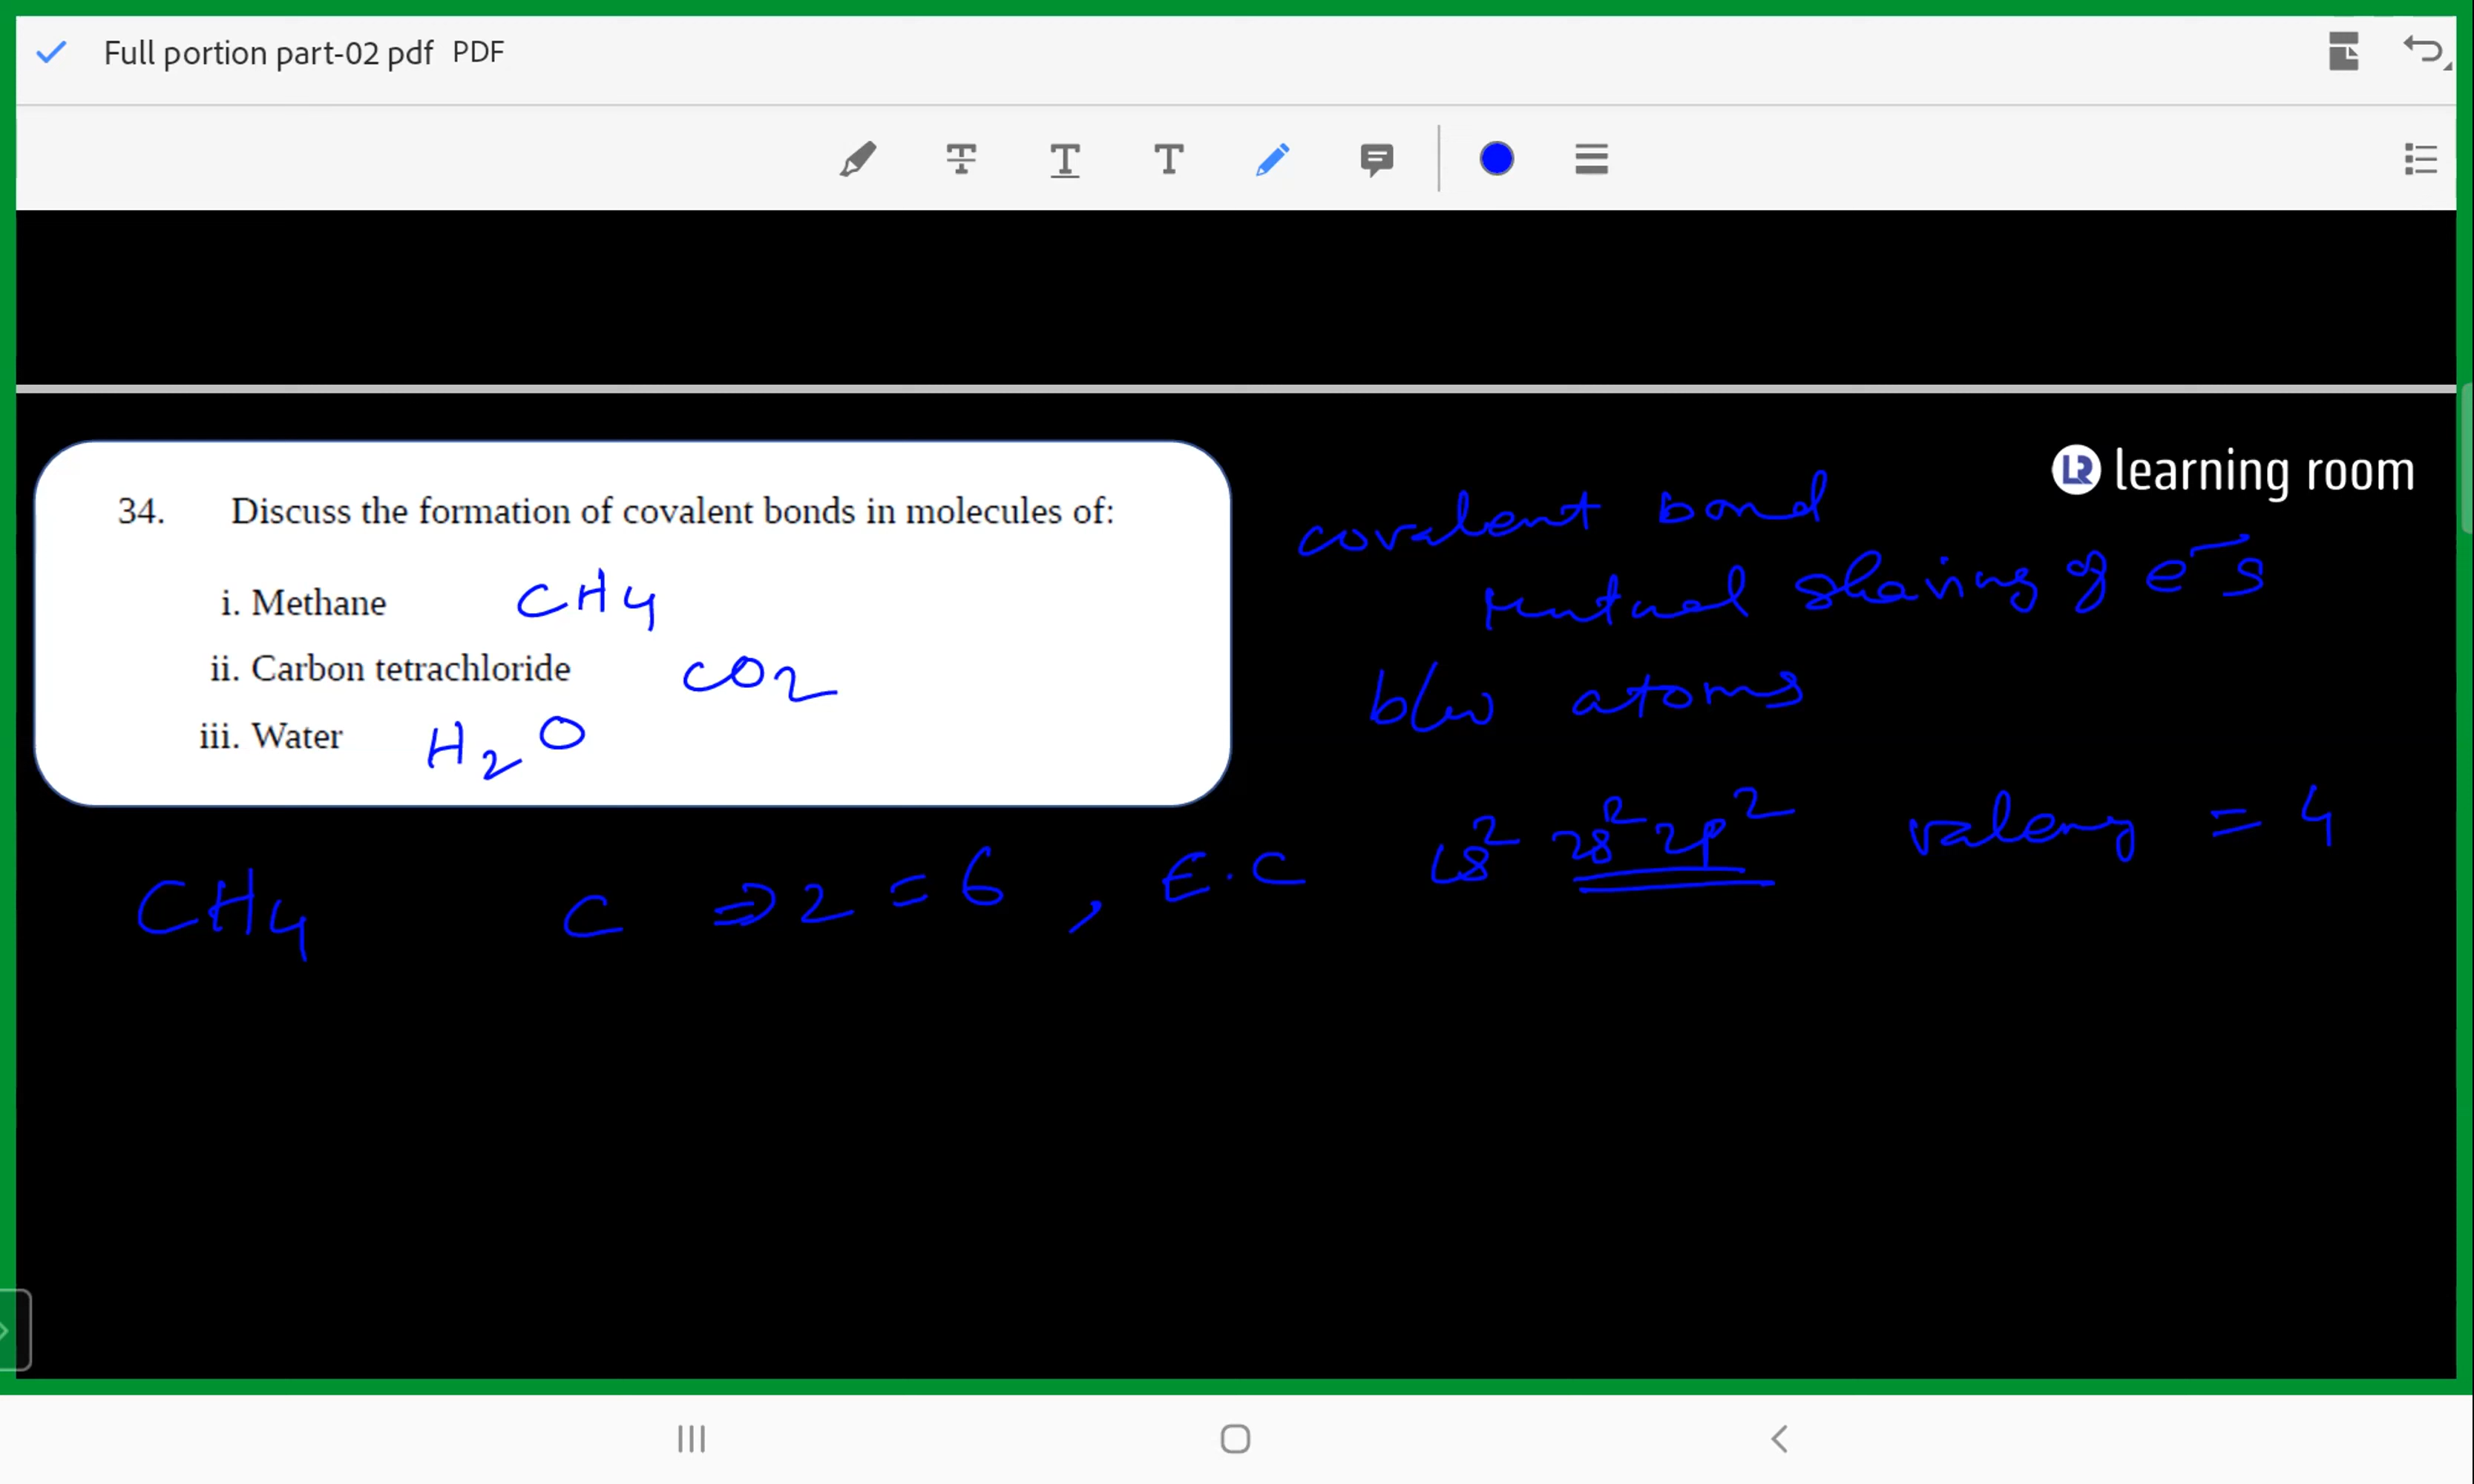 Full portion part-02 pdf PDF
learning room
34. Discuss the formation of covalent bonds in molecules of:
i. Methane CH4
ii. Carbon tetrachloride CO2
iii. Water H2O
covalent bond
Mutual sharing of e⁻s
b/w atoms
CH4 C ⇒ Z = 6, E.C 1s² 2s² 2p² valency = 4